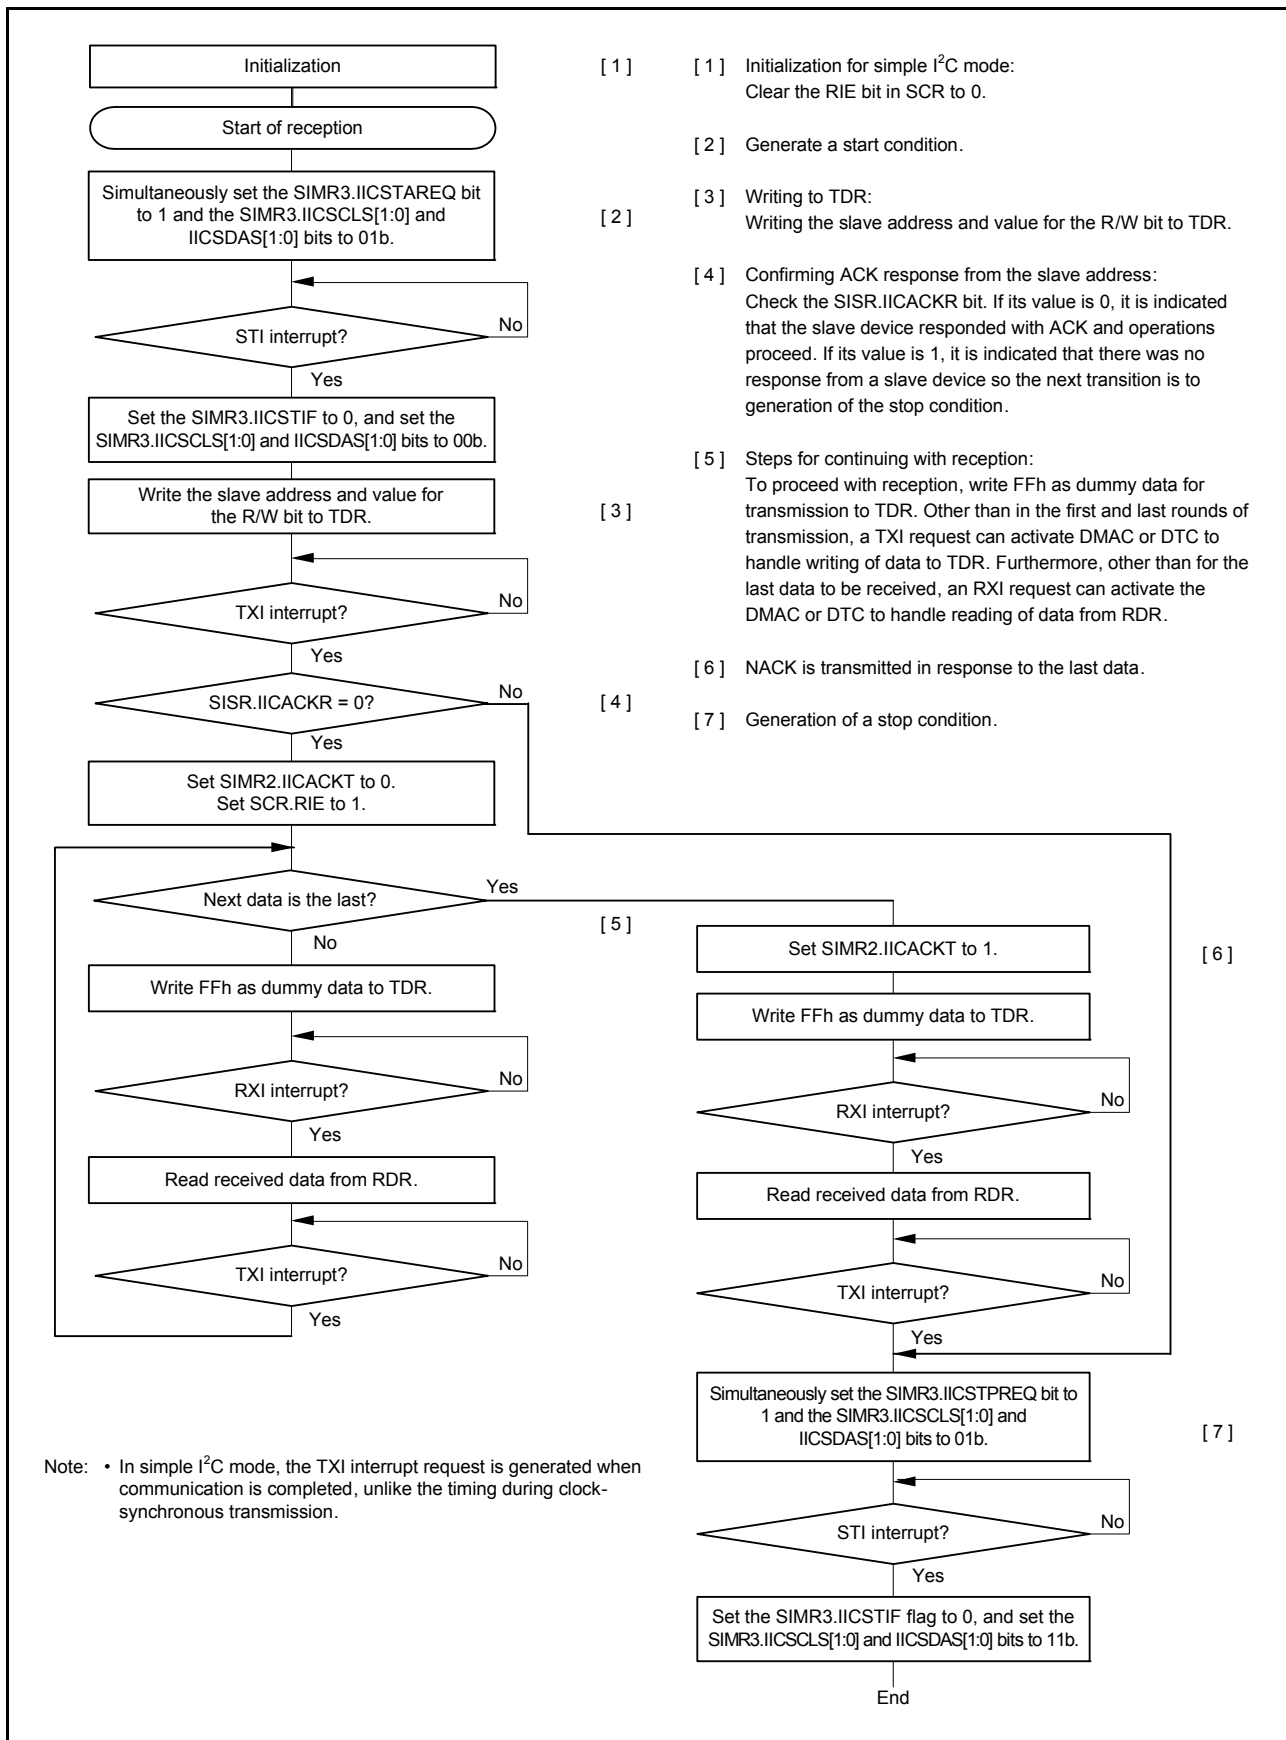 Initialization
[ 1 ]
Start of reception
Simultaneously set the SIMR3.IICSTAREQ bit
to 1 and the SIMR3.IICSCLS[1:0] and
IICSDAS[1:0] bits to 01b.
[ 2 ]
STI interrupt?
No
Yes
Set the SIMR3.IICSTIF to 0, and set the
SIMR3.IICSCLS[1:0] and IICSDAS[1:0] bits to 00b.
Write the slave address and value for
the R/W bit to TDR.
[ 3 ]
TXI interrupt?
No
Yes
SISR.IICACKR = 0?
No
[ 4 ]
Yes
Set SIMR2.IICACKT to 0.
Set SCR.RIE to 1.
Next data is the last?
Yes
[ 5 ]
No
Write FFh as dummy data to TDR.
RXI interrupt?
No
Yes
Read received data from RDR.
TXI interrupt?
No
Yes
[ 1 ] Initialization for simple I²C mode:
Clear the RIE bit in SCR to 0.
[ 2 ] Generate a start condition.
[ 3 ] Writing to TDR:
Writing the slave address and value for the R/W bit to TDR.
[ 4 ] Confirming ACK response from the slave address:
Check the SISR.IICACKR bit. If its value is 0, it is indicated
that the slave device responded with ACK and operations
proceed. If its value is 1, it is indicated that there was no
response from a slave device so the next transition is to
generation of the stop condition.
[ 5 ] Steps for continuing with reception:
To proceed with reception, write FFh as dummy data for
transmission to TDR. Other than in the first and last rounds of
transmission, a TXI request can activate DMAC or DTC to
handle writing of data to TDR. Furthermore, other than for the
last data to be received, an RXI request can activate the
DMAC or DTC to handle reading of data from RDR.
[ 6 ] NACK is transmitted in response to the last data.
[ 7 ] Generation of a stop condition.
Set SIMR2.IICACKT to 1.
[ 6 ]
Write FFh as dummy data to TDR.
RXI interrupt?
No
Yes
Read received data from RDR.
TXI interrupt?
No
Yes
Simultaneously set the SIMR3.IICSTPREQ bit to
1 and the SIMR3.IICSCLS[1:0] and
IICSDAS[1:0] bits to 01b.
[ 7 ]
STI interrupt?
No
Yes
Set the SIMR3.IICSTIF flag to 0, and set the
SIMR3.IICSCLS[1:0] and IICSDAS[1:0] bits to 11b.
End
Note: • In simple I²C mode, the TXI interrupt request is generated when
communication is completed, unlike the timing during clock-
synchronous transmission.